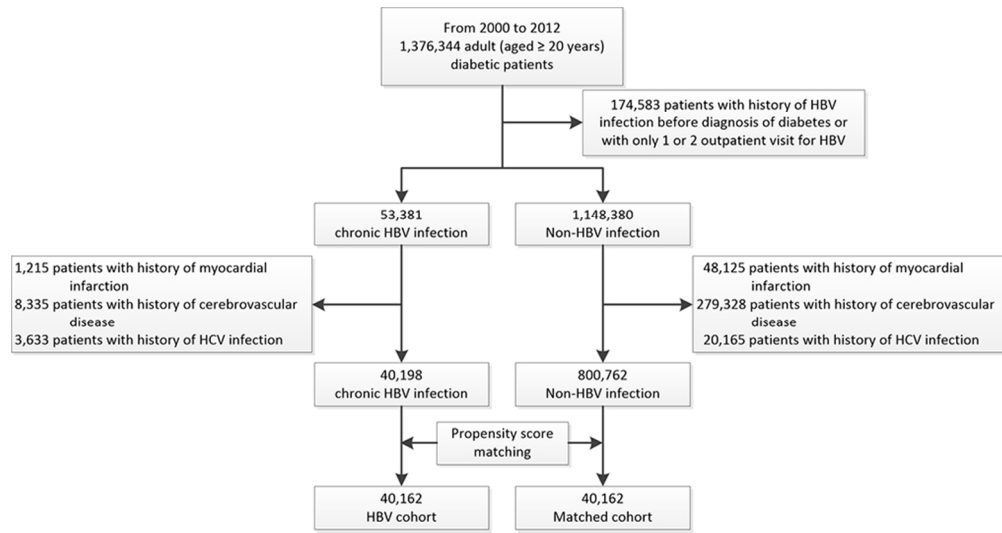 From 2000 to 2012
1,376,344 adult (aged ≥ 20 years)
diabetic patients
174,583 patients with history of HBV
infection before diagnosis of diabetes or
with only 1 or 2 outpatient visit for HBV
53,381
chronic HBV infection
1,148,380
Non-HBV infection
1,215 patients with history of myocardial
infarction
8,335 patients with history of cerebrovascular
disease
3,633 patients with history of HCV infection
48,125 patients with history of myocardial
infarction
279,328 patients with history of cerebrovascular
disease
20,165 patients with history of HCV infection
40,198
chronic HBV infection
800,762
Non-HBV infection
Propensity score
matching
40,162
HBV cohort
40,162
Matched cohort